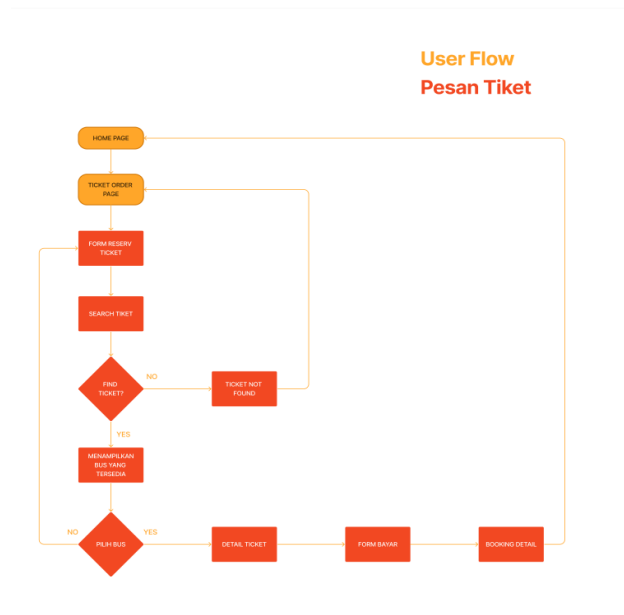 User Flow
Pesan Tiket
HOME PAGE
TICKET ORDER
PAGE
FORM RESERV
TICKET
SEARCH TIKET
FIND
TICKET?
NO
TICKET NOT
FOUND
YES
MENAMPILKAN
BUS YANG
TERSEDIA
NO
PILIH BUS
YES
DETAIL TICKET
FORM BAYAR
BOOKING DETAIL